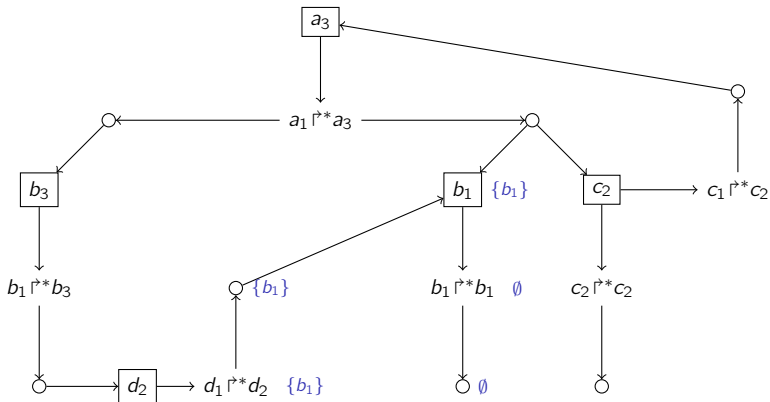 a₃
a₁ ↱* a₃
b₃
b₁ {b₁}
c₂
c₁ ↱* c₂
b₁ ↱* b₃
{b₁}
b₁ ↱* b₁ ∅
c₂ ↱* c₂
d₂
d₁ ↱* d₂ {b₁}
∅